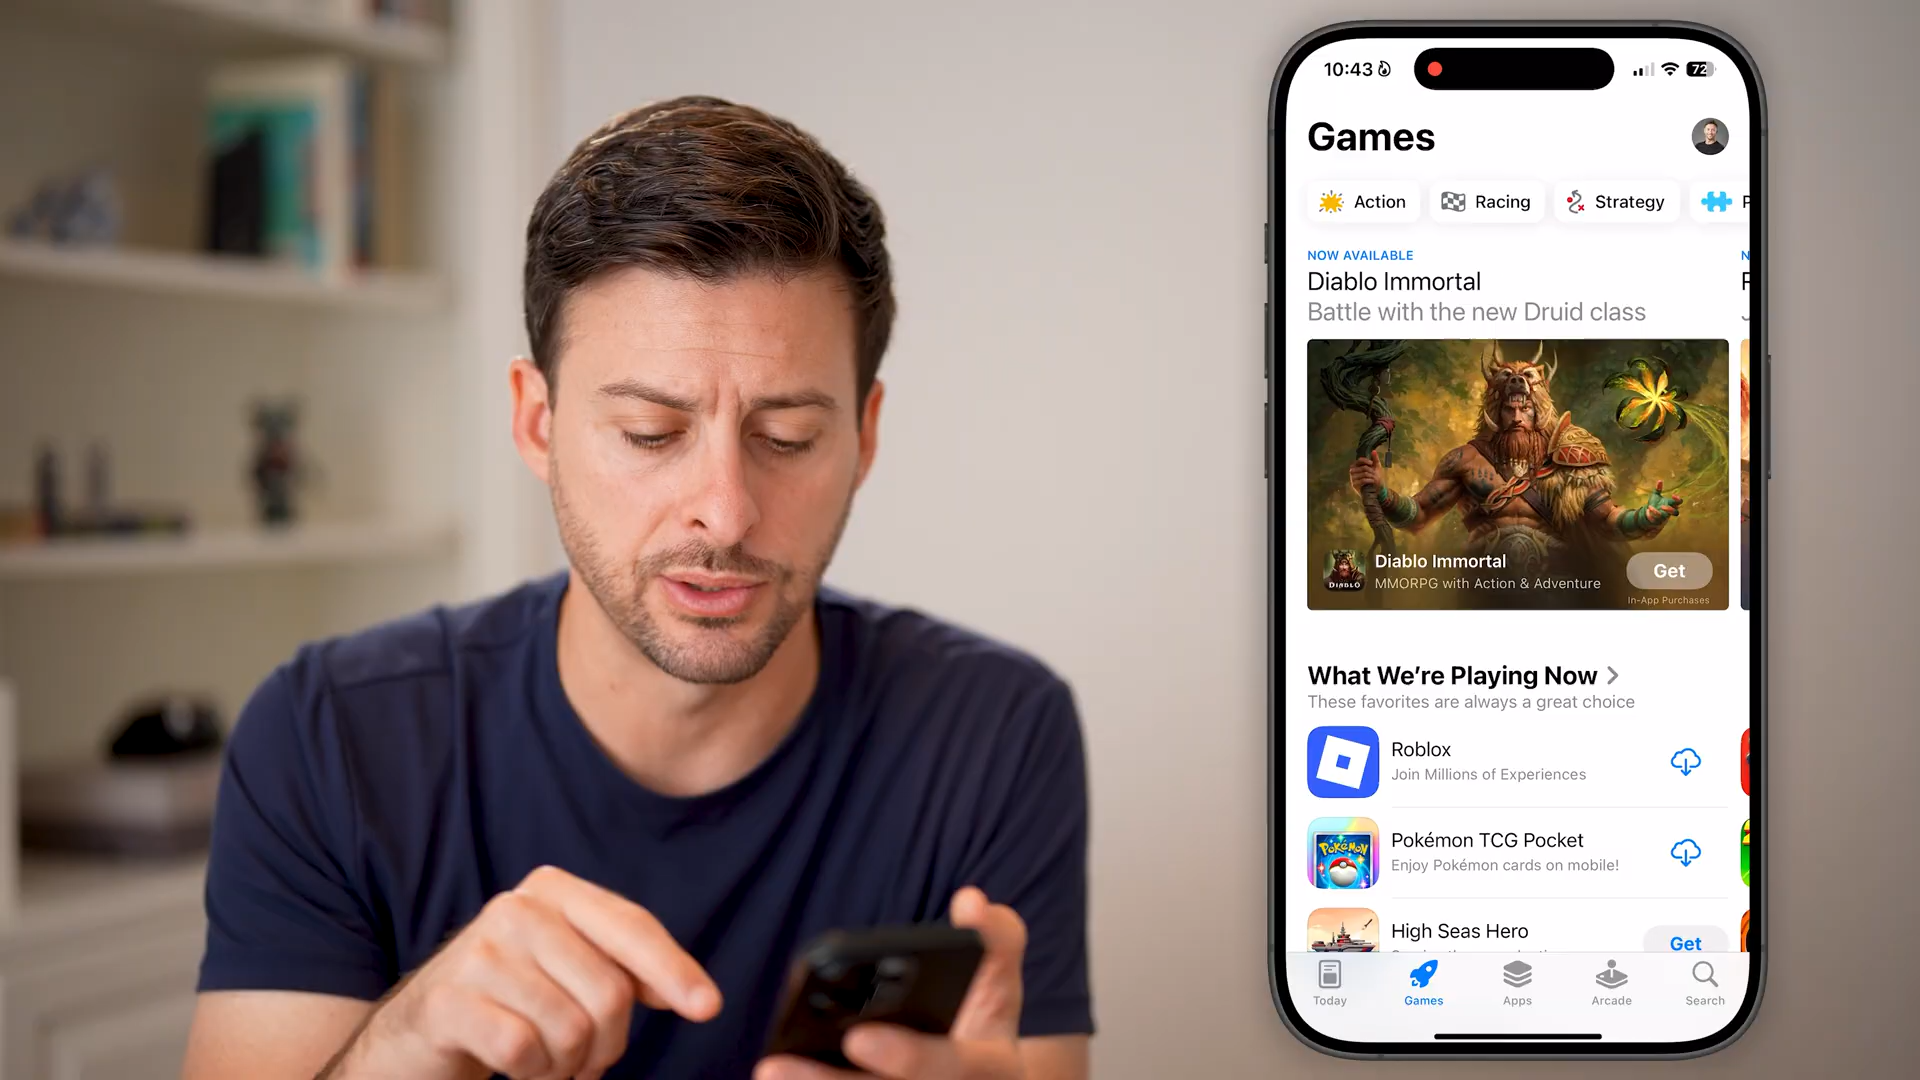 10:43
72
Games
Action
Racing
Strategy
P
NOW AVAILABLE
Diablo Immortal
Battle with the new Druid class
DIABLO
Diablo Immortal
MMORPG with Action & Adventure
Get
In-App Purchases
What We're Playing Now
These favorites are always a great choice
Roblox
Join Millions of Experiences
POKéMON
Pokémon TCG Pocket
Enjoy Pokémon cards on mobile!
High Seas Hero
Get
Today
Games
Apps
Arcade
Search